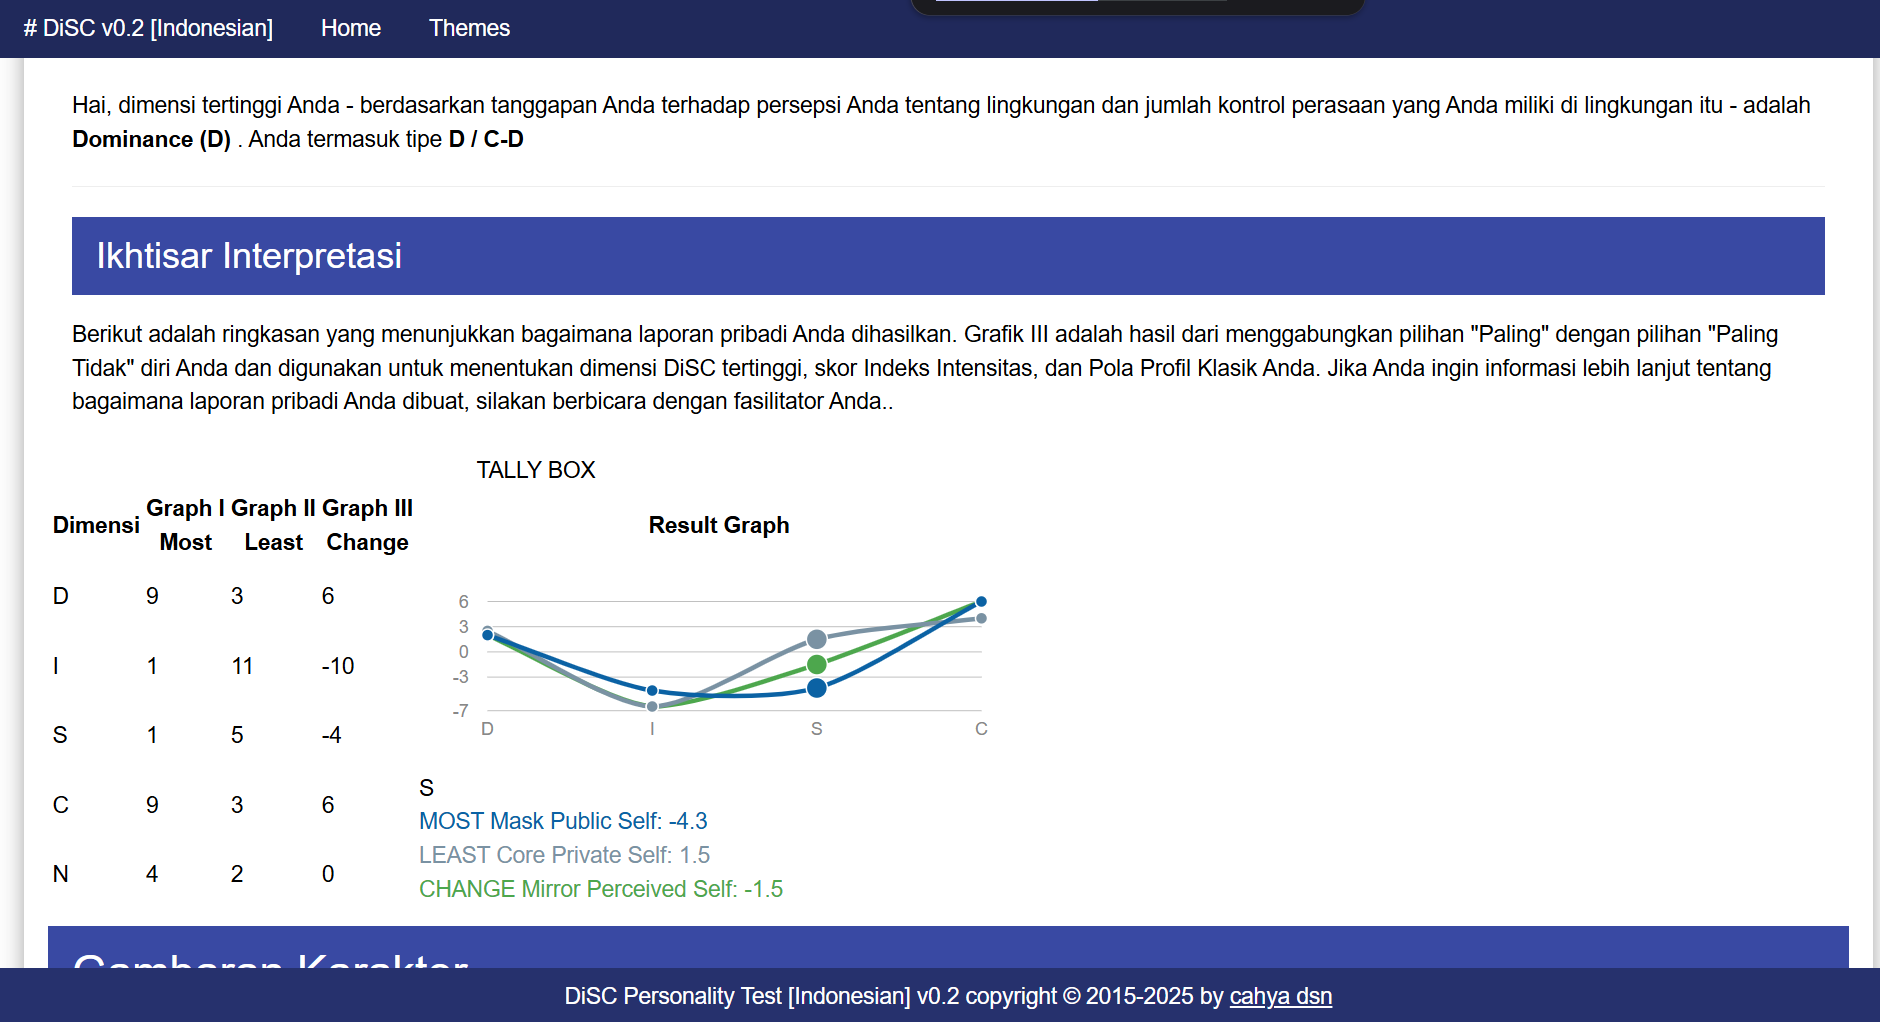 # DiSC v0.2 [Indonesian] Home Themes
Hai, dimensi tertinggi Anda - berdasarkan tanggapan Anda terhadap persepsi Anda tentang lingkungan dan jumlah kontrol perasaan yang Anda miliki di lingkungan itu - adalah
Dominance (D) . Anda termasuk tipe D / C-D
Ikhtisar Interpretasi
Berikut adalah ringkasan yang menunjukkan bagaimana laporan pribadi Anda dihasilkan. Grafik III adalah hasil dari menggabungkan pilihan "Paling" dengan pilihan "Paling
Tidak" diri Anda dan digunakan untuk menentukan dimensi DiSC tertinggi, skor Indeks Intensitas, dan Pola Profil Klasik Anda. Jika Anda ingin informasi lebih lanjut tentang
bagaimana laporan pribadi Anda dibuat, silakan berbicara dengan fasilitator Anda..
TALLY BOX
Dimensi Graph I Most Graph II Least Graph III Change Result Graph
D 9 3 6
I 1 11 -10
S 1 5 -4
C 9 3 6
N 4 2 0
6
3
0
-3
-7
D I S C
S
MOST Mask Public Self: -4.3
LEAST Core Private Self: 1.5
CHANGE Mirror Perceived Self: -1.5
Gambaran Karakter
DiSC Personality Test [Indonesian] v0.2 copyright © 2015-2025 by cahya dsn